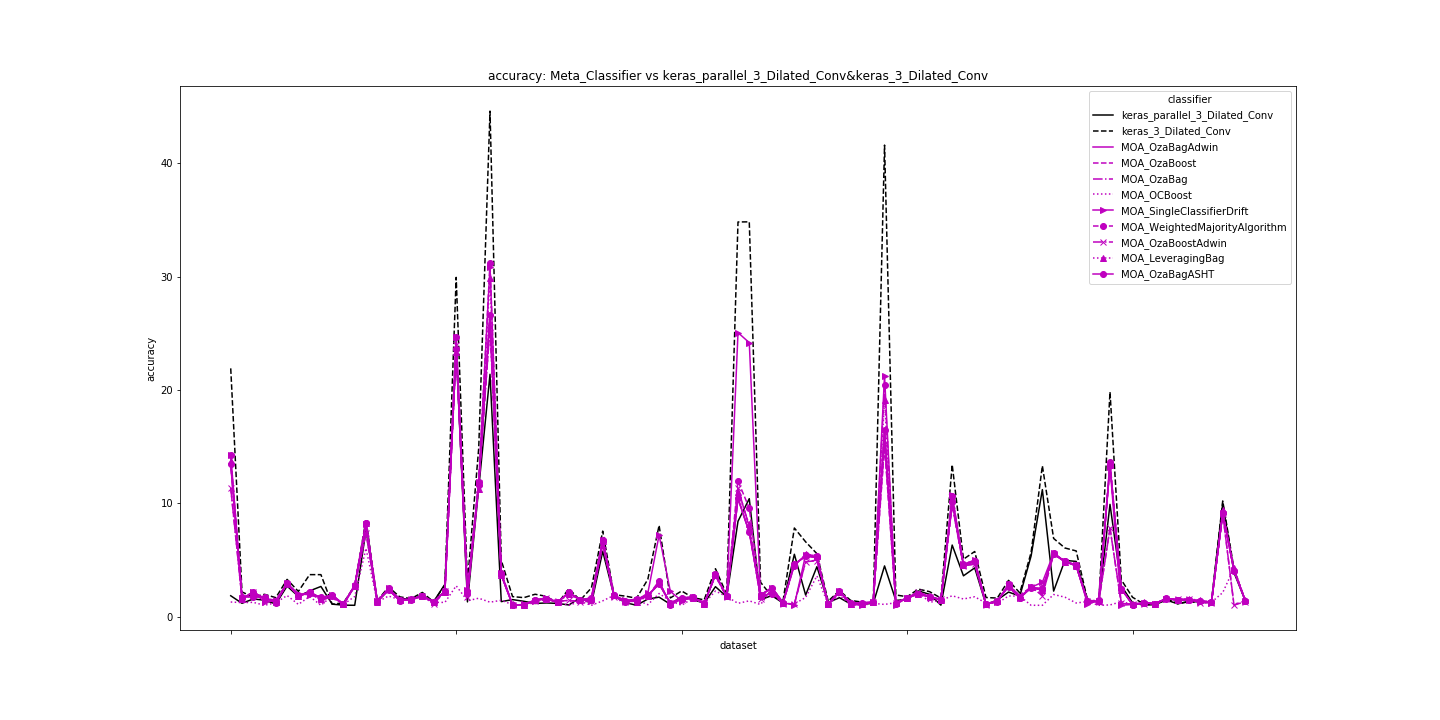 accuracy: Meta_Classifier vs keras_parallel_3_Dilated_Conv&keras_3_Dilated_Conv
classifier
keras_parallel_3_Dilated_Conv
keras_3_Dilated_Conv
MOA_OzaBagAdwin
MOA_OzaBoost
MOA_OzaBag
MOA_OCBoost
MOA_SingleClassifierDrift
MOA_WeightedMajorityAlgorithm
MOA_OzaBoostAdwin
MOA_LeveragingBag
MOA_OzaBagASHT
accuracy
40
30
20
10
0
dataset